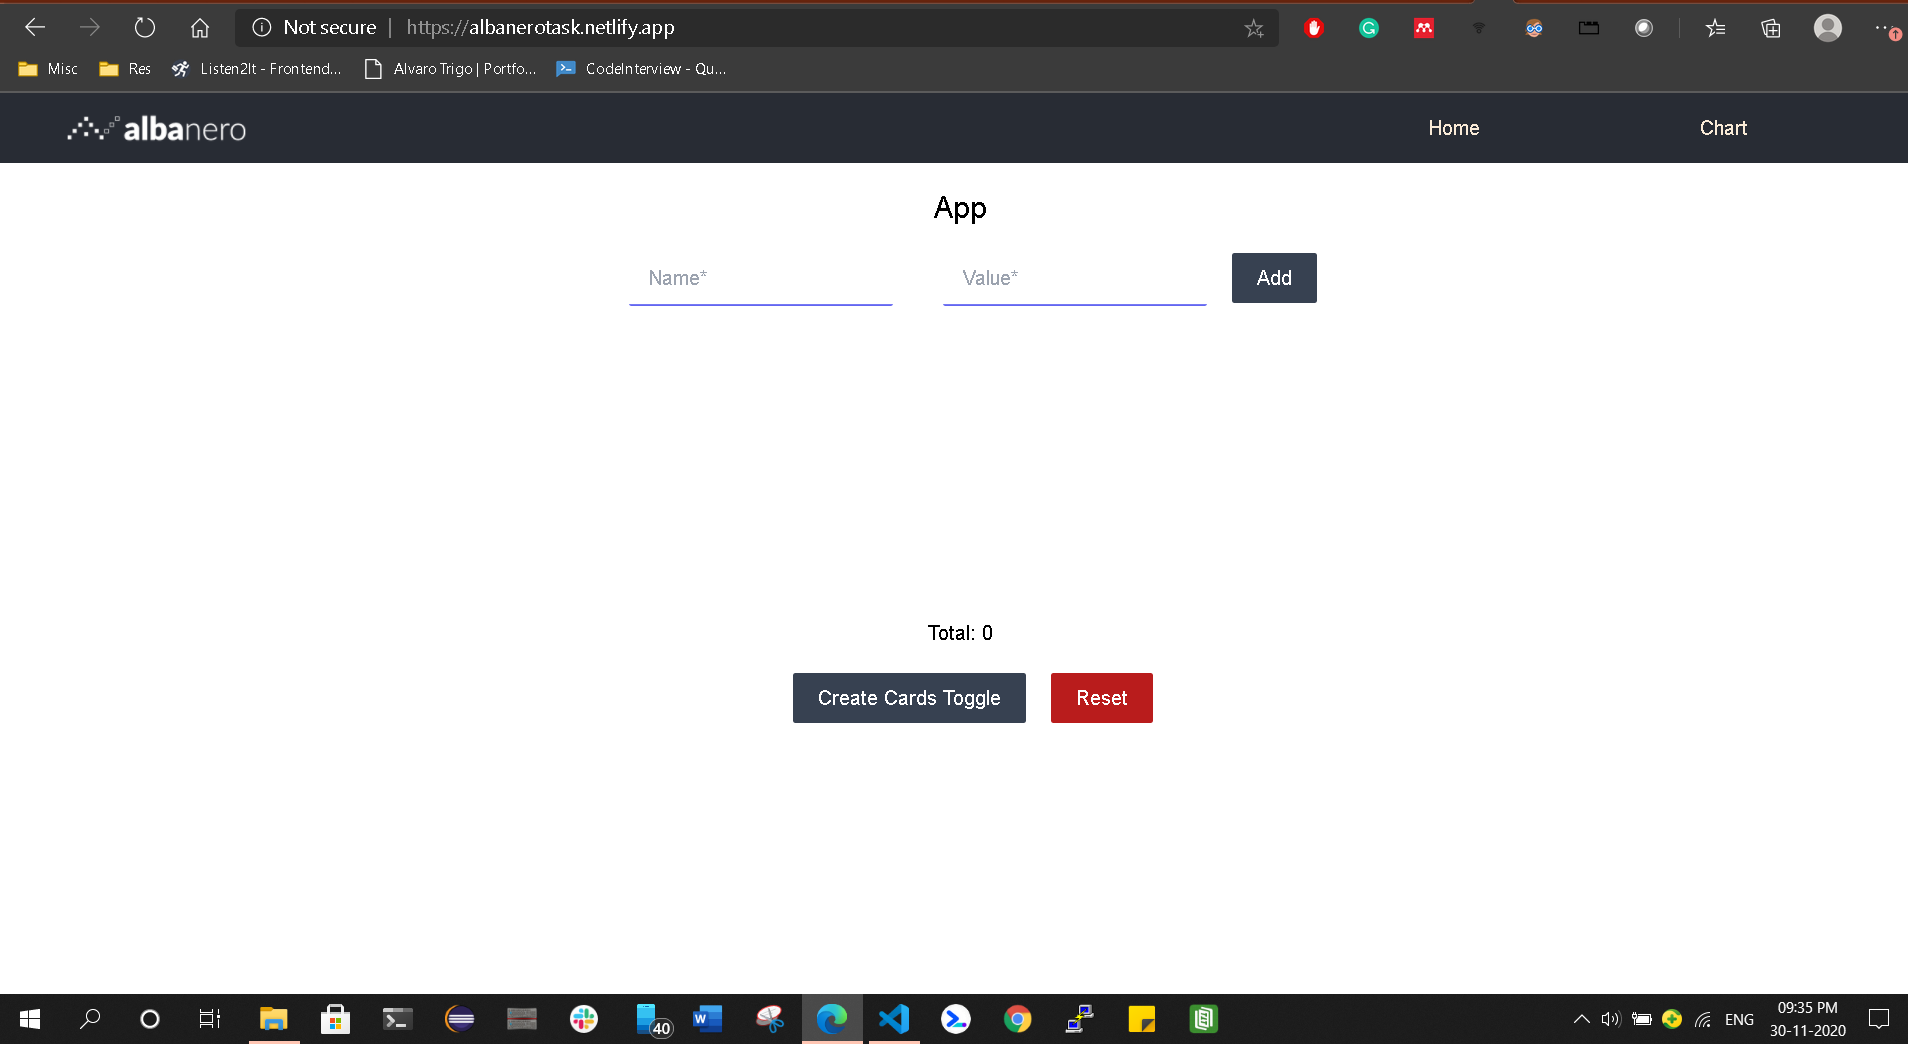 Not secure | https://albanerotask.netlify.app
Misc Res Listen2It - Frontend... Alvaro Trigo | Portfo... CodeInterview - Qu...
albanero Home Chart
App
Name* Value* Add
Total: 0
Create Cards Toggle Reset
40 W ENG 09:35 PM
30-11-2020